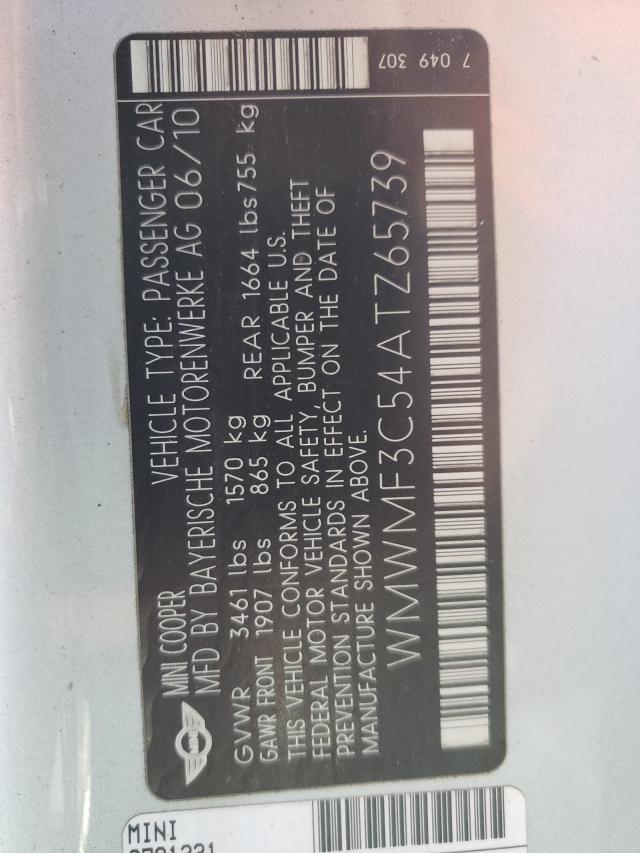 7 049 307
MINI COOPER VEHICLE TYPE: PASSENGER CAR
MFD BY BAYERISCHE MOTORENWERKE AG 06/10
GVWR 3461 lbs 1570 kg
GAWR FRONT 1907 lbs 865 kg REAR 1664 lbs 755 kg
THIS VEHICLE CONFORMS TO ALL APPLICABLE U.S.
FEDERAL MOTOR VEHICLE SAFETY, BUMPER AND THEFT
PREVENTION STANDARDS IN EFFECT ON THE DATE OF
MANUFACTURE SHOWN ABOVE.
WMWMF3C54ATZ65739
MINI